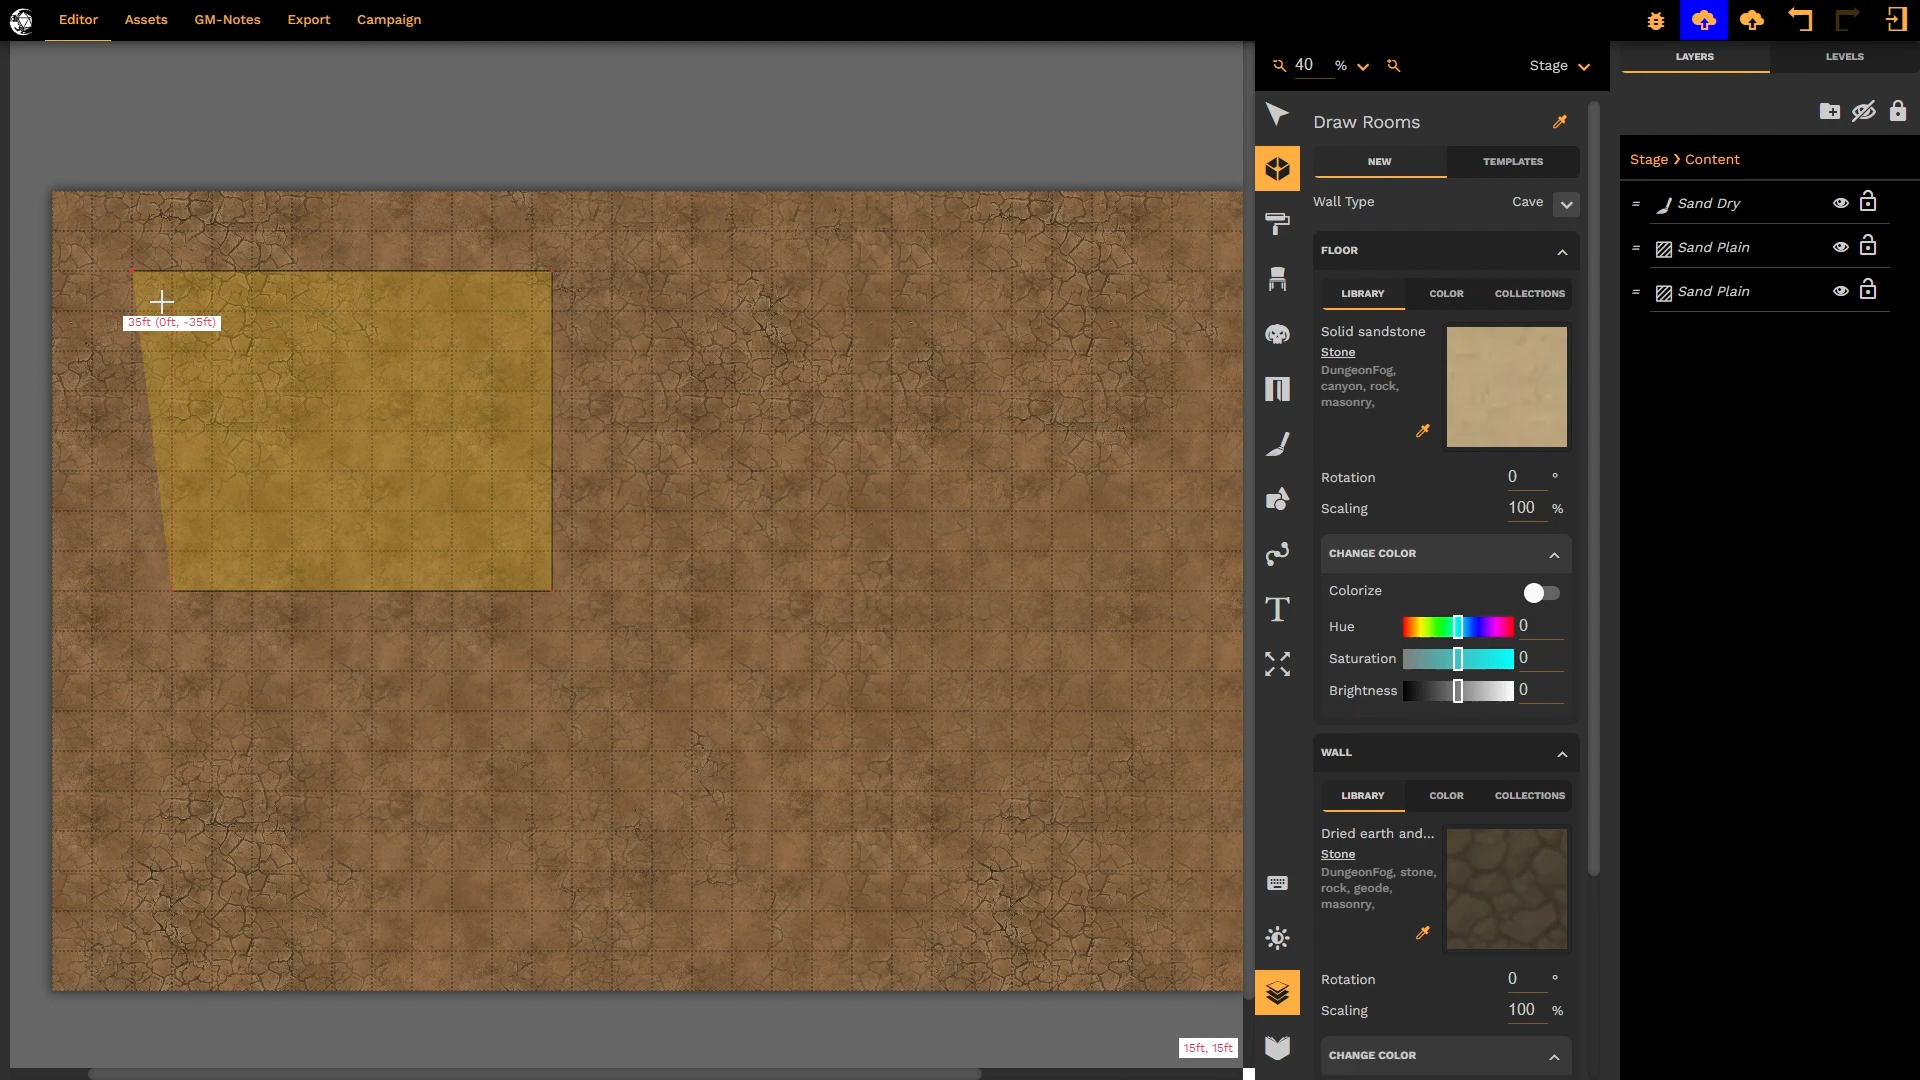 Editor Assets GM-Notes Export Campaign
40 % Stage
LAYERS LEVELS
Draw Rooms
NEW TEMPLATES
Stage Content
Wall Type Cave
Sand Dry
Sand Plain
Sand Plain
FLOOR
LIBRARY COLOR COLLECTIONS
Solid sandstone
Stone
DungeonFog,
canyon, rock,
masonry,
35ft (0ft, -35ft)
Rotation 0 °
Scaling 100 %
CHANGE COLOR
Colorize
Hue 0
Saturation 0
Brightness 0
WALL
LIBRARY COLOR COLLECTIONS
Dried earth and...
Stone
DungeonFog, stone,
rock, geode,
masonry,
Rotation 0 °
Scaling 100 %
15ft, 15ft
CHANGE COLOR